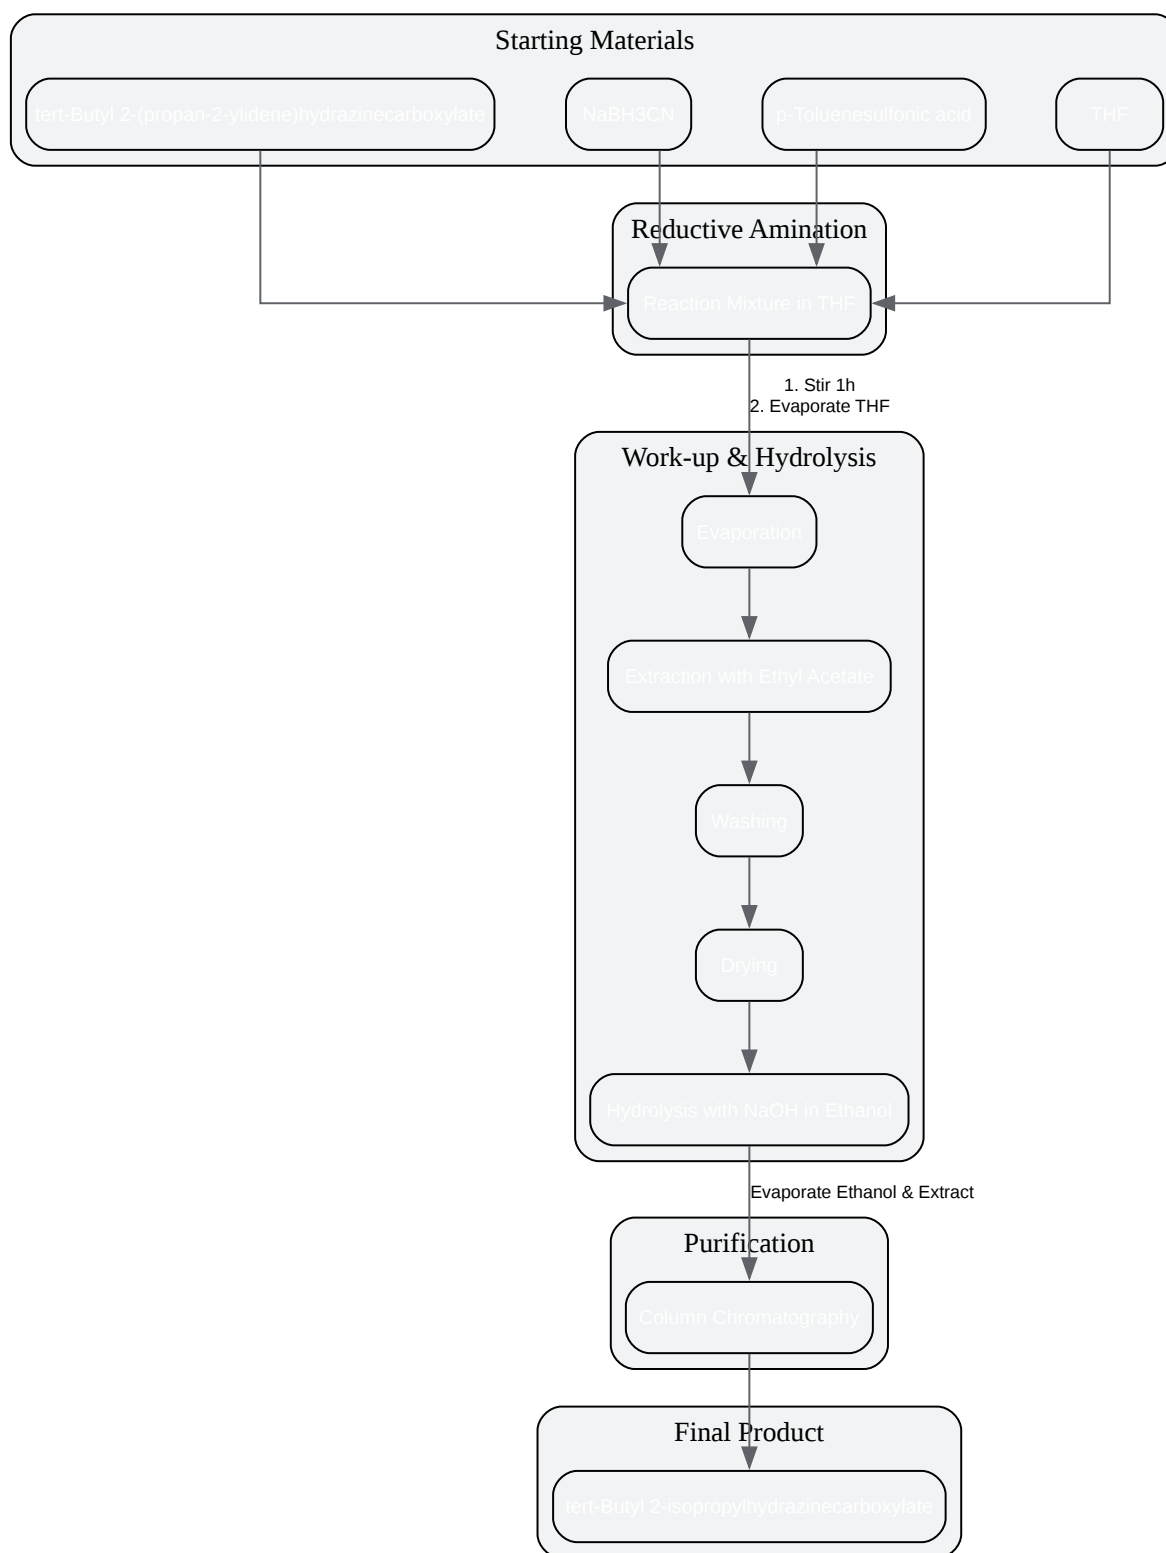 Starting Materials
tert-Butyl 2-(propan-2-ylidene)hydrazinecarboxylate
NaBH3CN
p-Toluenesulfonic acid
THF
Reductive Amination
Reaction Mixture in THF
1. Stir 1h
2. Evaporate THF
Work-up & Hydrolysis
Evaporation
Extraction with Ethyl Acetate
Washing
Drying
Hydrolysis with NaOH in Ethanol
Evaporate Ethanol & Extract
Purification
Column Chromatography
Final Product
tert-Butyl 2-isopropylhydrazinecarboxylate